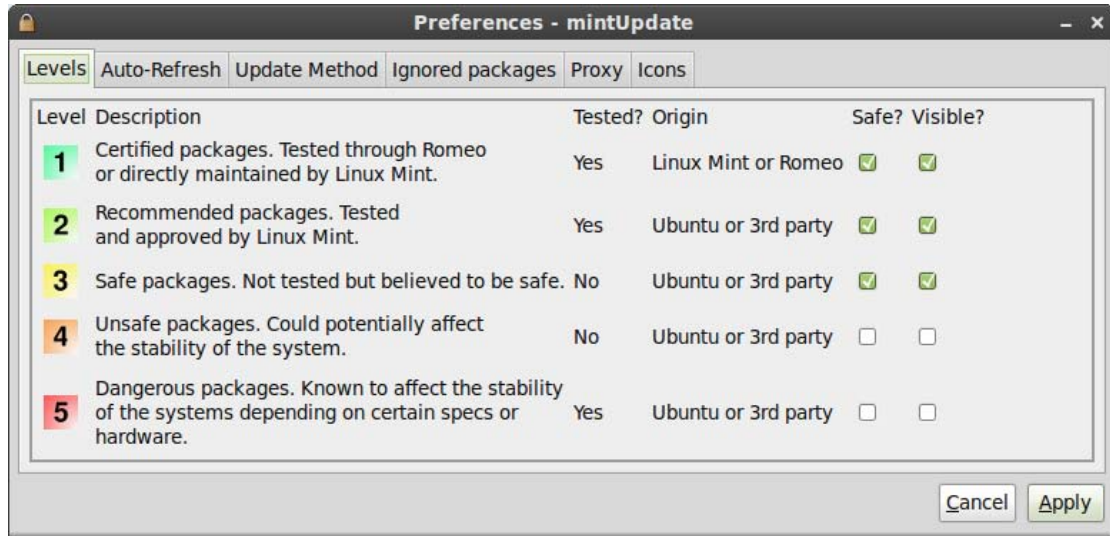 Preferences - mintUpdate
Levels Auto-Refresh Update Method Ignored packages Proxy Icons
Level Description Tested? Origin Safe? Visible?
1 Certified packages. Tested through Romeo
or directly maintained by Linux Mint. Yes Linux Mint or Romeo
2 Recommended packages. Tested
and approved by Linux Mint. Yes Ubuntu or 3rd party
3 Safe packages. Not tested but believed to be safe. No Ubuntu or 3rd party
4 Unsafe packages. Could potentially affect
the stability of the system. No Ubuntu or 3rd party
5 Dangerous packages. Known to affect the stability
of the systems depending on certain specs or Yes Ubuntu or 3rd party
hardware.
Cancel Apply